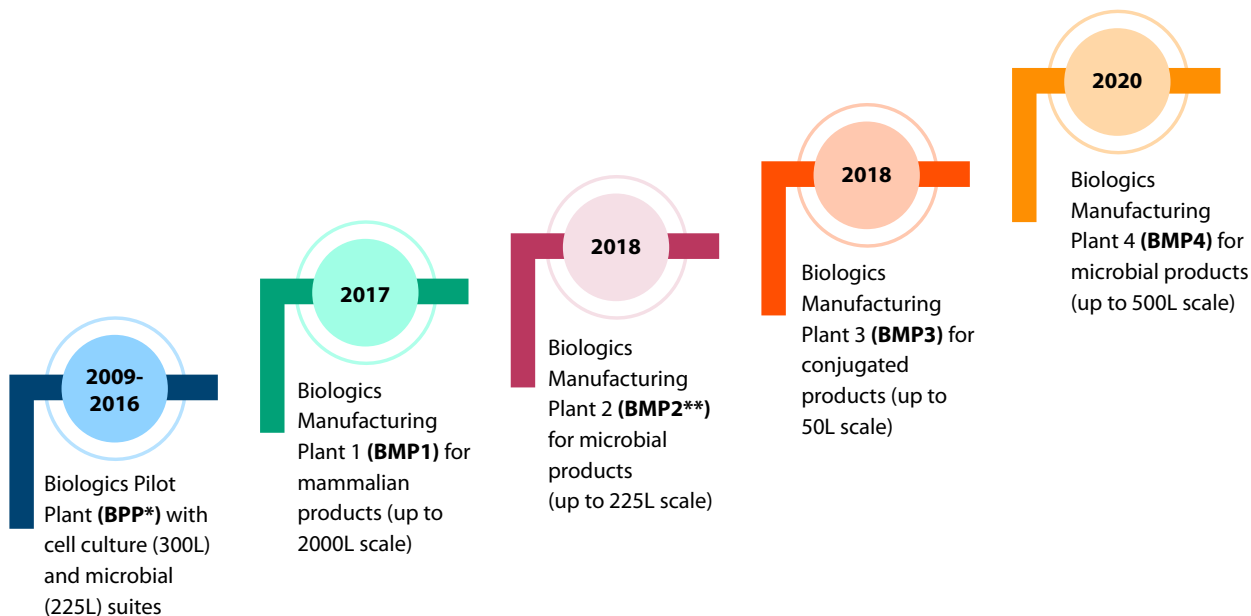 2009-
2016
Biologics Pilot
Plant (BPP*) with
cell culture (300L)
and microbial
(225L) suites
2017
Biologics
Manufacturing
Plant 1 (BMP1) for
mammalian
products (up to
2000L scale)
2018
Biologics
Manufacturing
Plant 2 (BMP2**)
for microbial
products
(up to 225L scale)
2018
Biologics
Manufacturing
Plant 3 (BMP3) for
conjugated
products (up to
50L scale)
2020
Biologics
Manufacturing
Plant 4 (BMP4) for
microbial products
(up to 500L scale)